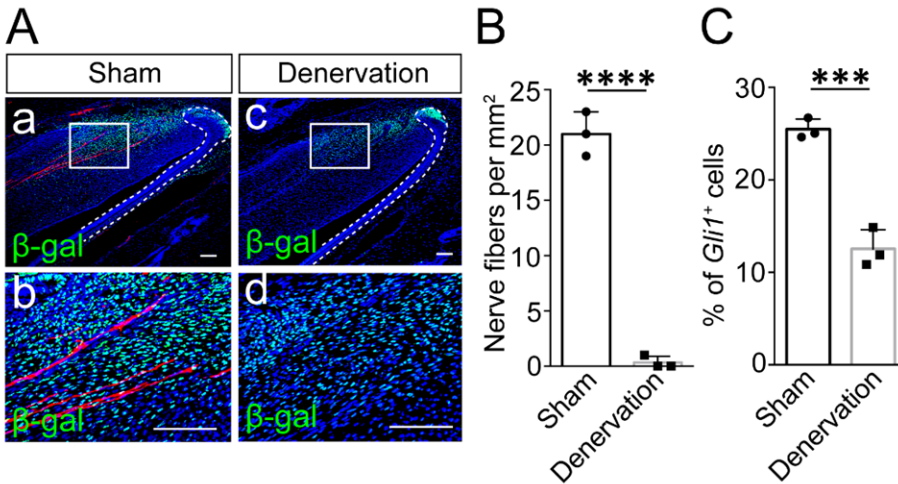 A
Sham
Denervation
a
β-gal
c
β-gal
b
β-gal
d
β-gal
B
****
Nerve fibers per mm²
25
20
15
10
5
0
Sham
Denervation
C
***
% of Gli1⁺ cells
30
20
10
0
Sham
Denervation